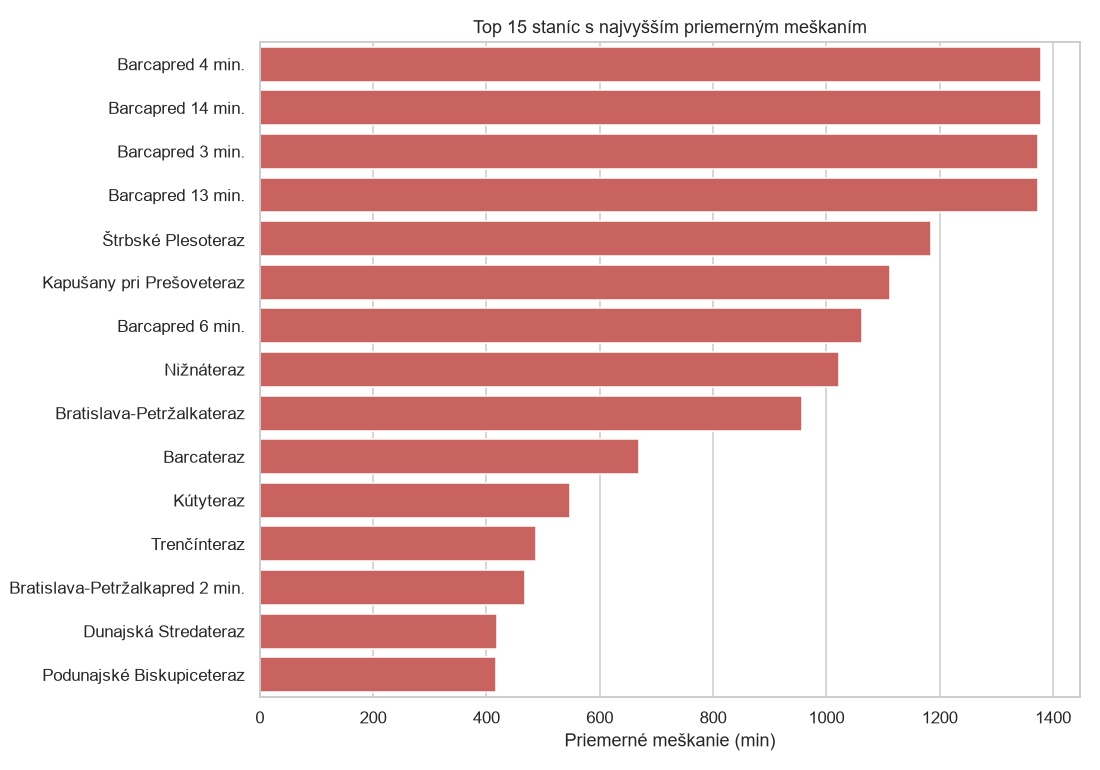 Top 15 staníc s najvyšším priemerným meškaním
Barcapred 4 min.
Barcapred 14 min.
Barcapred 3 min.
Barcapred 13 min.
Štrbské Plesoteraz
Kapušany pri Prešoveteraz
Barcapred 6 min.
Nižnáteraz
Bratislava-Petržalkateraz
Barcateraz
Kútyteraz
Trenčínteraz
Bratislava-Petržalkapred 2 min.
Dunajská Stredateraz
Podunajské Biskupiceteraz
0 200 400 600 800 1000 1200 1400
Priemerné meškanie (min)